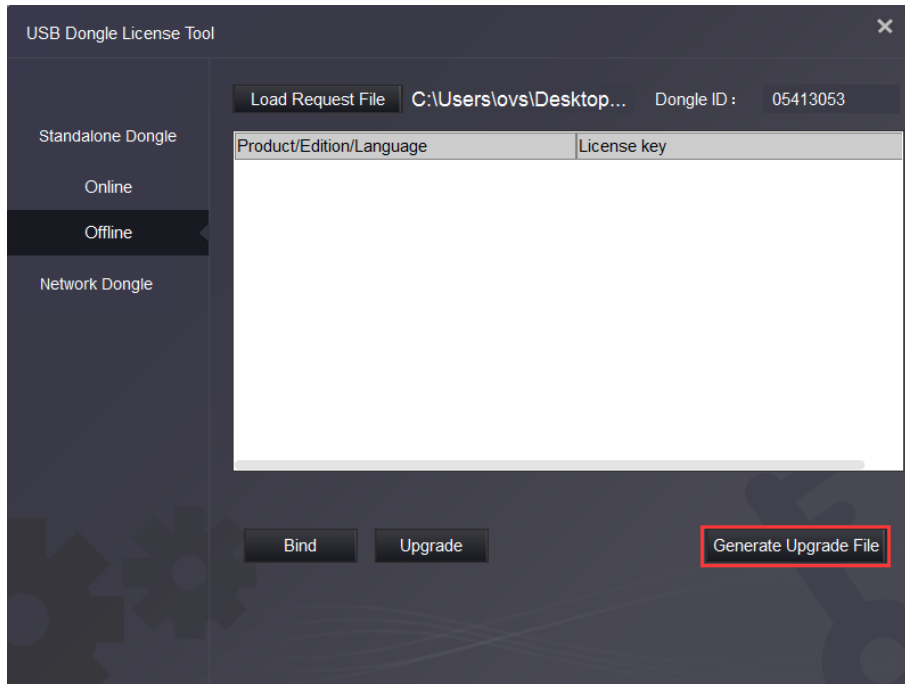 USB Dongle License Tool
Load Request File C:\Users\ovs\Desktop... Dongle ID： 05413053
Standalone Dongle
Online
Offline
Network Dongle
Product/Edition/Language License key
Bind Upgrade Generate Upgrade File